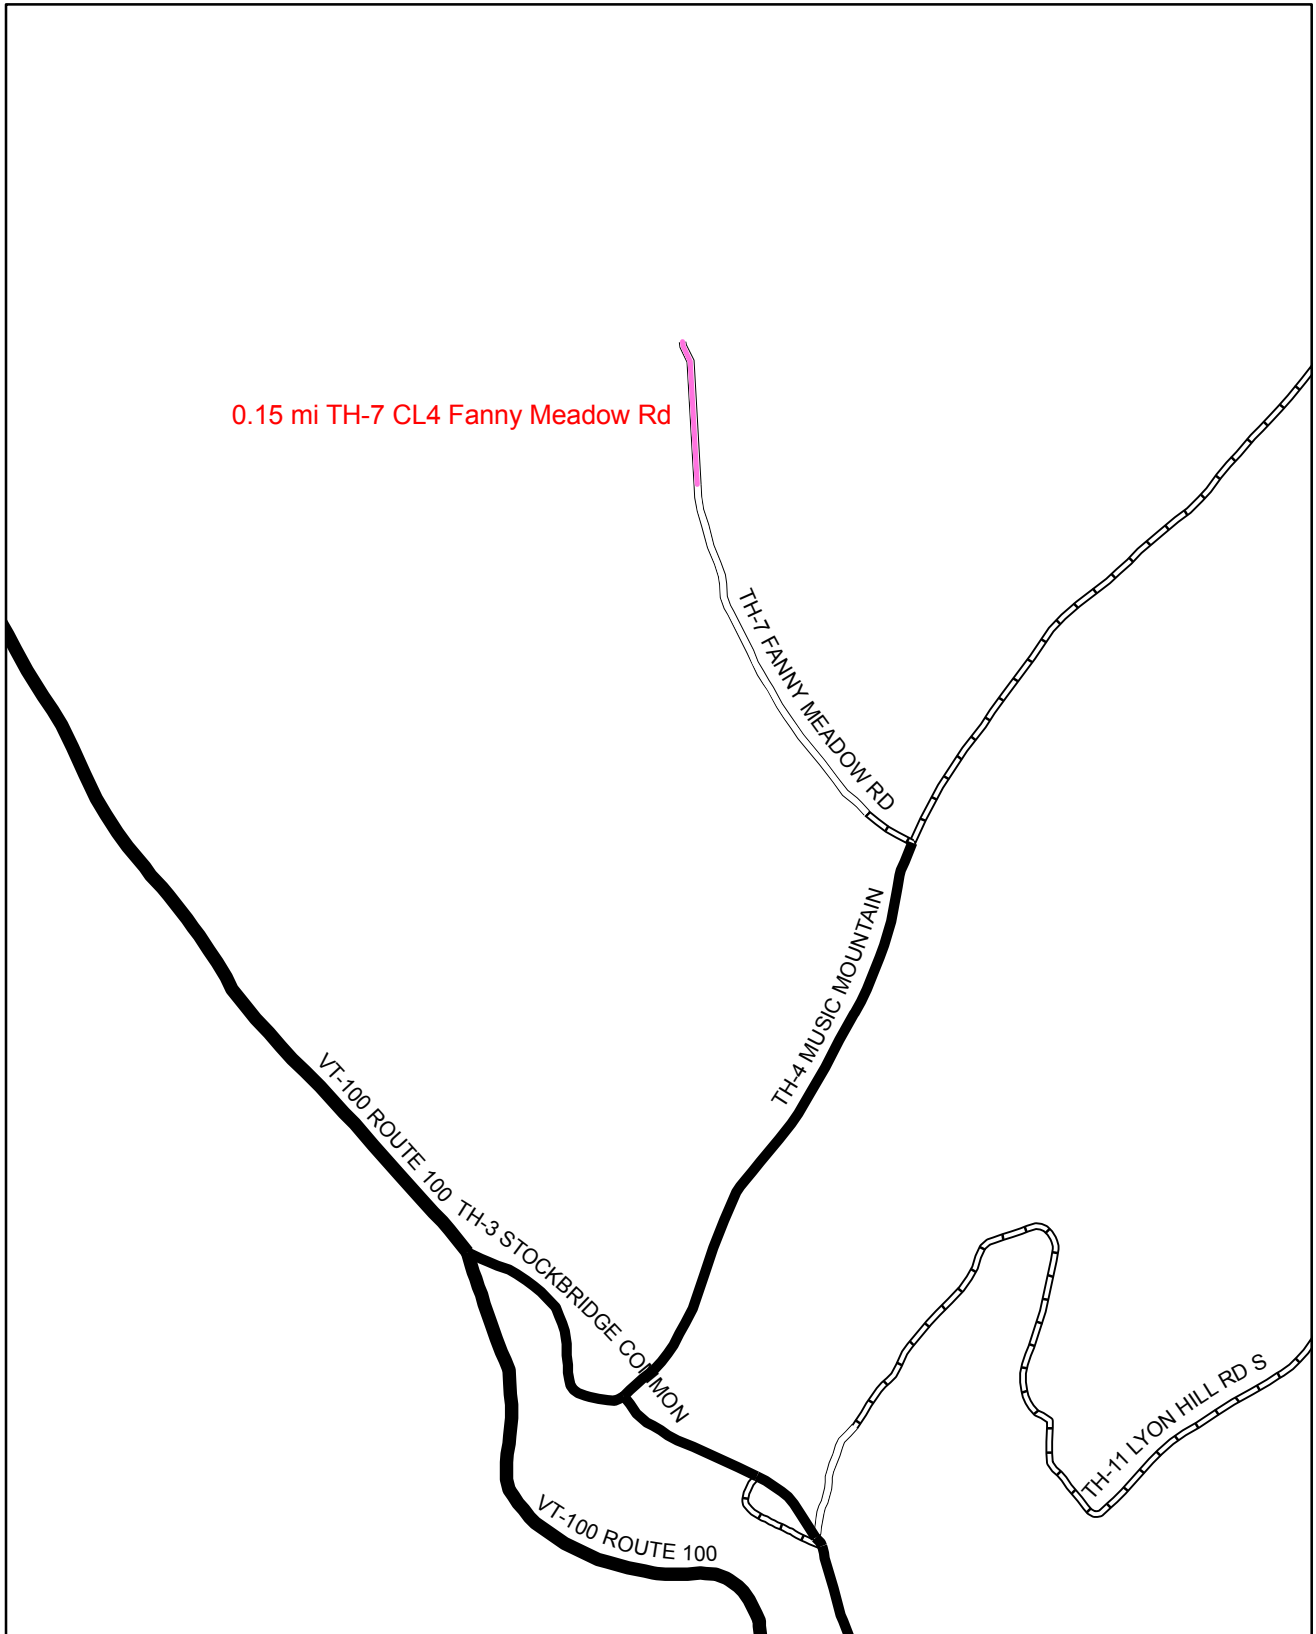 0.15 mi TH-7 CL4 Fanny Meadow Rd
TH-7 FANNY MEADOW RD
TH-4 MUSIC MOUNTAIN
VT-100 ROUTE 100
TH-3 STOCKBRIDGE COMMON
TH-11 LYON HILL RD S
VT-100 ROUTE 100